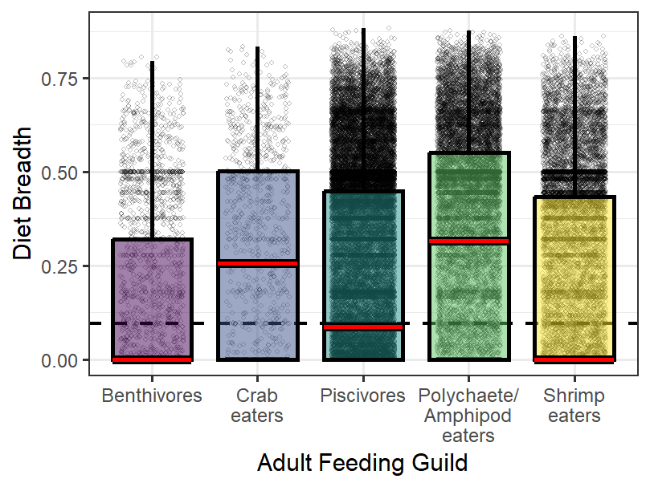 Diet Breadth
0.75
0.50
0.25
0.00
Benthivores
Crab
eaters
Piscivores
Polychaete/
Amphipod
eaters
Shrimp
eaters
Adult Feeding Guild